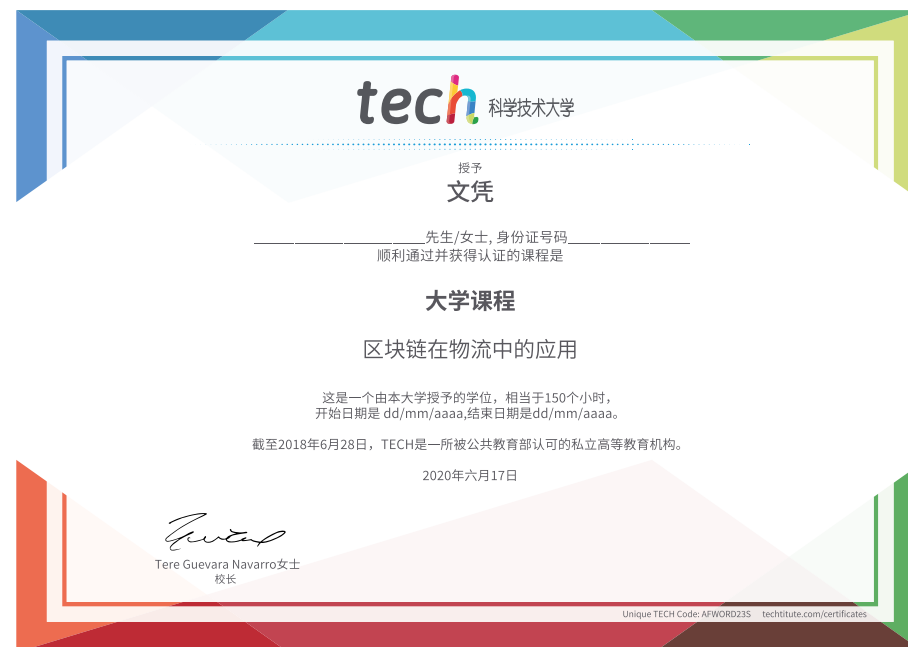 tech 科学技术大学
授予
文凭
先生/女士, 身份证号码
顺利通过并获得认证的课程是
大学课程
区块链在物流中的应用
这是一个由本大学授予的学位，相当于150个小时，
开始日期是 dd/mm/aaaa,结束日期是dd/mm/aaaa。
截至2018年6月28日，TECH是一所被公共教育部认可的私立高等教育机构。
2020年六月17日
Tere Guevara Navarro女士
校长
Unique TECH Code: AFWORD23S techtitute.com/certificates